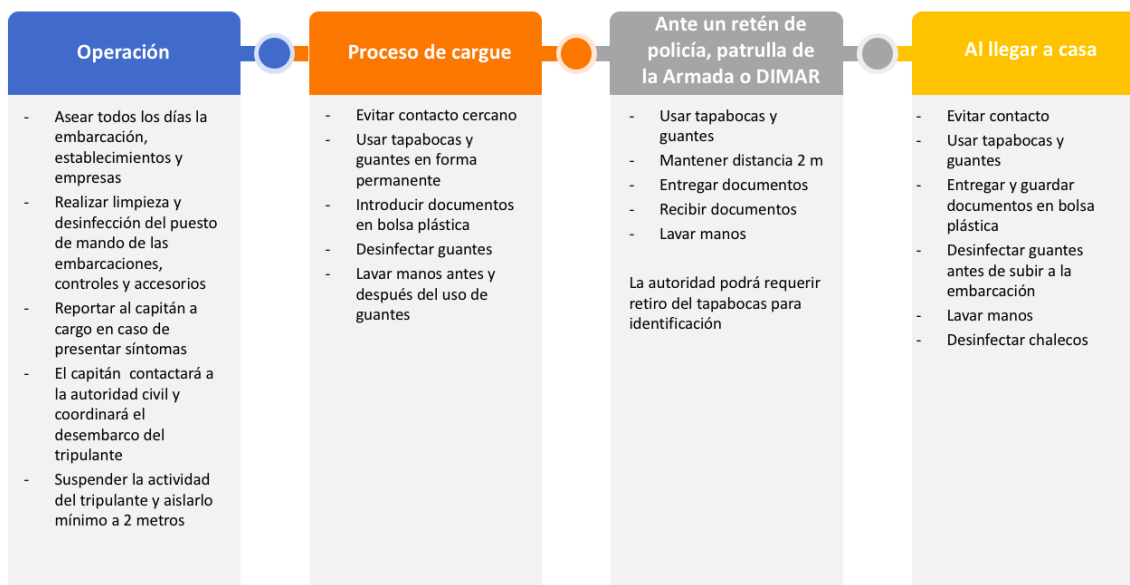 Operación
- Asear todos los días la
embarcación,
establecimientos y
empresas
- Realizar limpieza y
desinfección del puesto
de mando de las
embarcaciones,
controles y accesorios
- Reportar al capitán a
cargo en caso de
presentar síntomas
- El capitán contactará a
la autoridad civil y
coordinará el
desembarco del
tripulante
- Suspender la actividad
del tripulante y aislarlo
mínimo a 2 metros
Proceso de cargue
- Evitar contacto cercano
- Usar tapabocas y
guantes en forma
permanente
- Introducir documentos
en bolsa plástica
- Desinfectar guantes
- Lavar manos antes y
después del uso de
guantes
Ante un retén de
policía, patrulla de
la Armada o DIMAR
- Usar tapabocas y
guantes
- Mantener distancia 2 m
- Entregar documentos
- Recibir documentos
- Lavar manos
La autoridad podrá requerir
retiro del tapabocas para
identificación
Al llegar a casa
- Evitar contacto
- Usar tapabocas y
guantes
- Entregar y guardar
documentos en bolsa
plástica
- Desinfectar guantes
antes de subir a la
embarcación
- Lavar manos
- Desinfectar chalecos